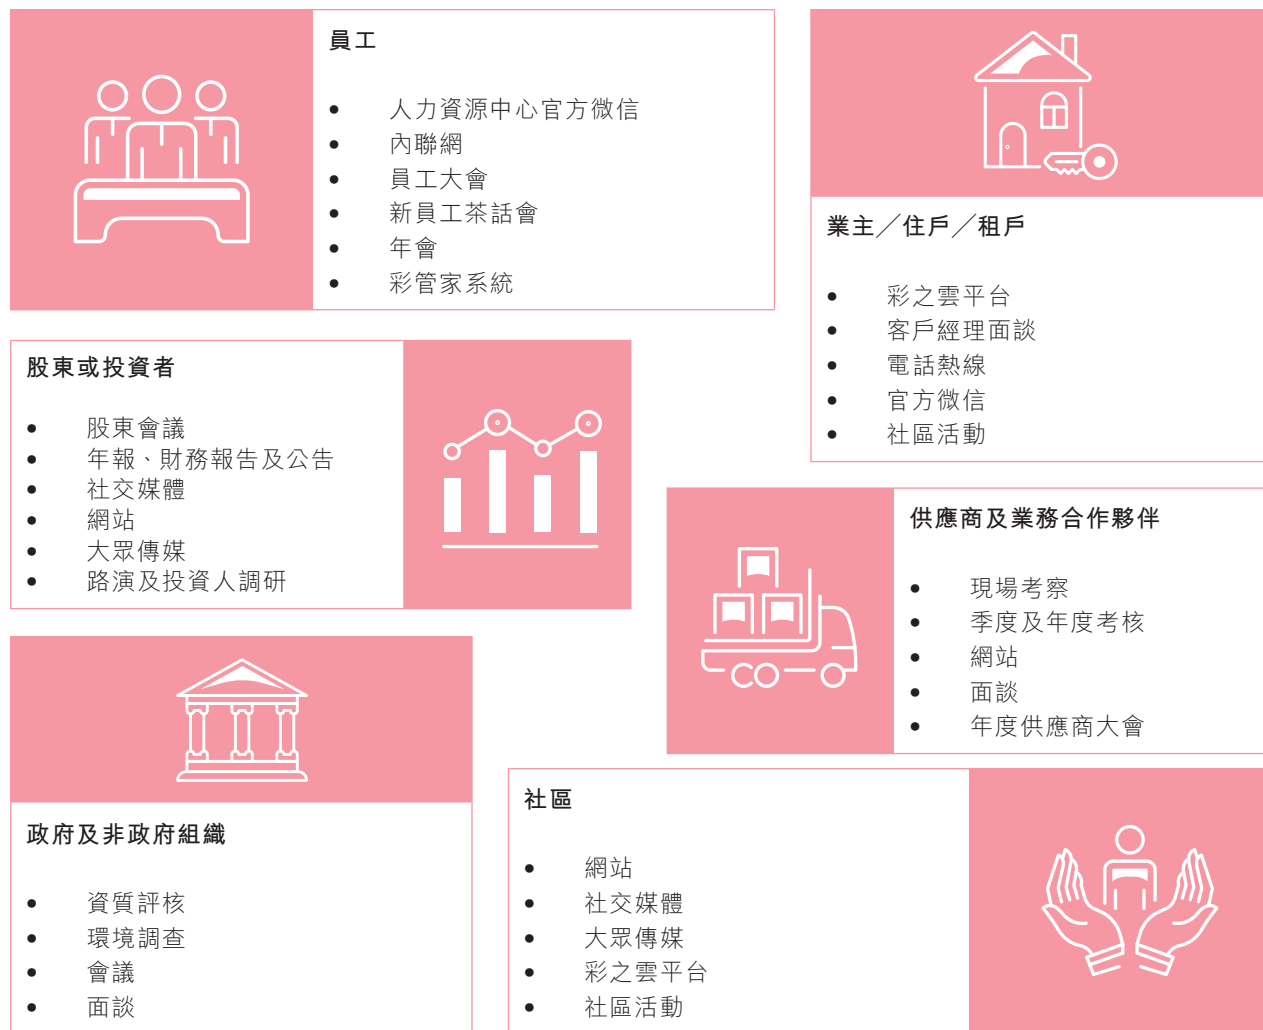 員工
• 人力資源中心官方微信
• 內聯網
• 員工大會
• 新員工茶話會
• 年會
• 彩管家系統
業主╱住戶╱租戶
• 彩之雲平台
• 客戶經理面談
• 電話熱線
• 官方微信
• 社區活動
股東或投資者
• 股東會議
• 年報、財務報告及公告
• 社交媒體
• 網站
• 大眾傳媒
• 路演及投資人調研
供應商及業務合作夥伴
• 現場考察
• 季度及年度考核
• 網站
• 面談
• 年度供應商大會
政府及非政府組織
• 資質評核
• 環境調查
• 會議
• 面談
社區
• 網站
• 社交媒體
• 大眾傳媒
• 彩之雲平台
• 社區活動